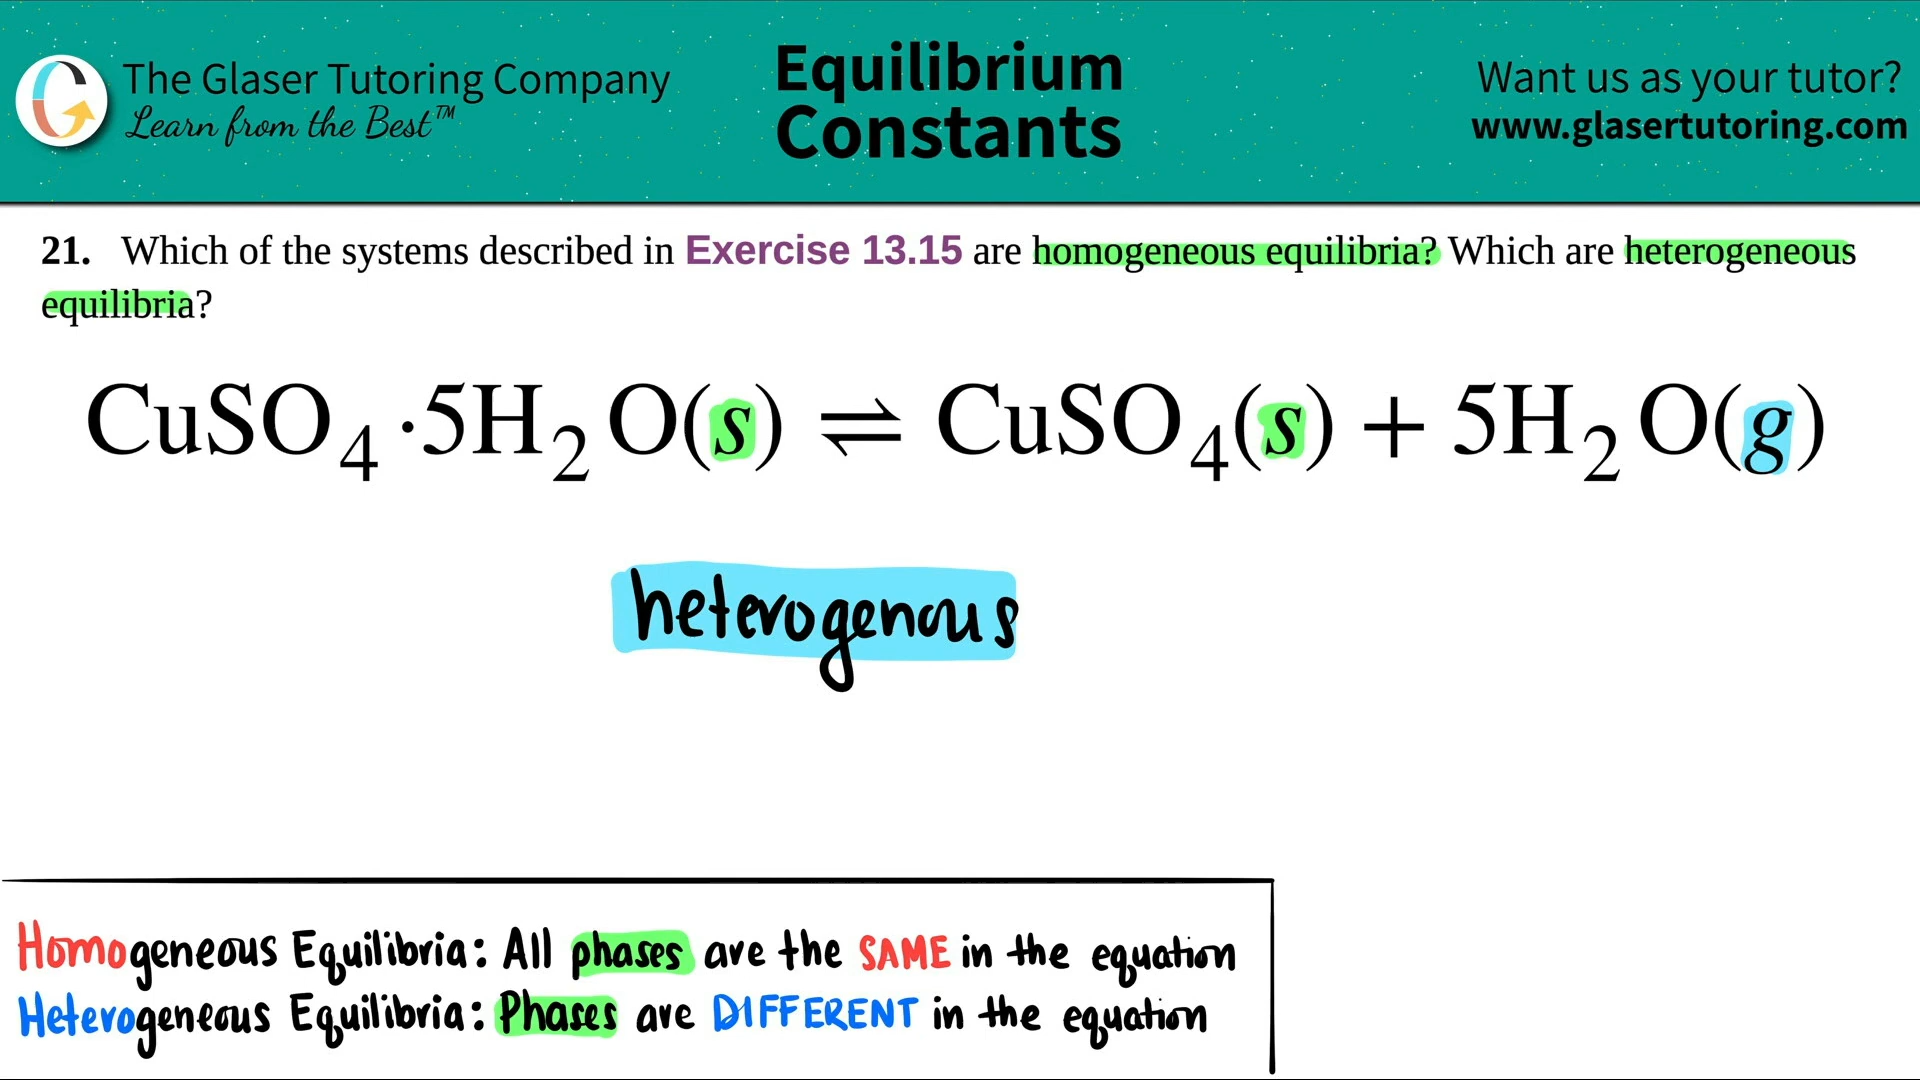 The Glaser Tutoring Company
Learn from the Best™
Equilibrium
Constants
Want us as your tutor?
www.glasertutoring.com
21. Which of the systems described in Exercise 13.15 are homogeneous equilibria? Which are heterogeneous
equilibria?
CuSO₄·5H₂O(s) ⇌ CuSO₄(s) + 5H₂O(g)
heterogenous
Homogeneous Equilibria: All phases are the SAME in the equation
Heterogeneous Equilibria: Phases are DIFFERENT in the equation